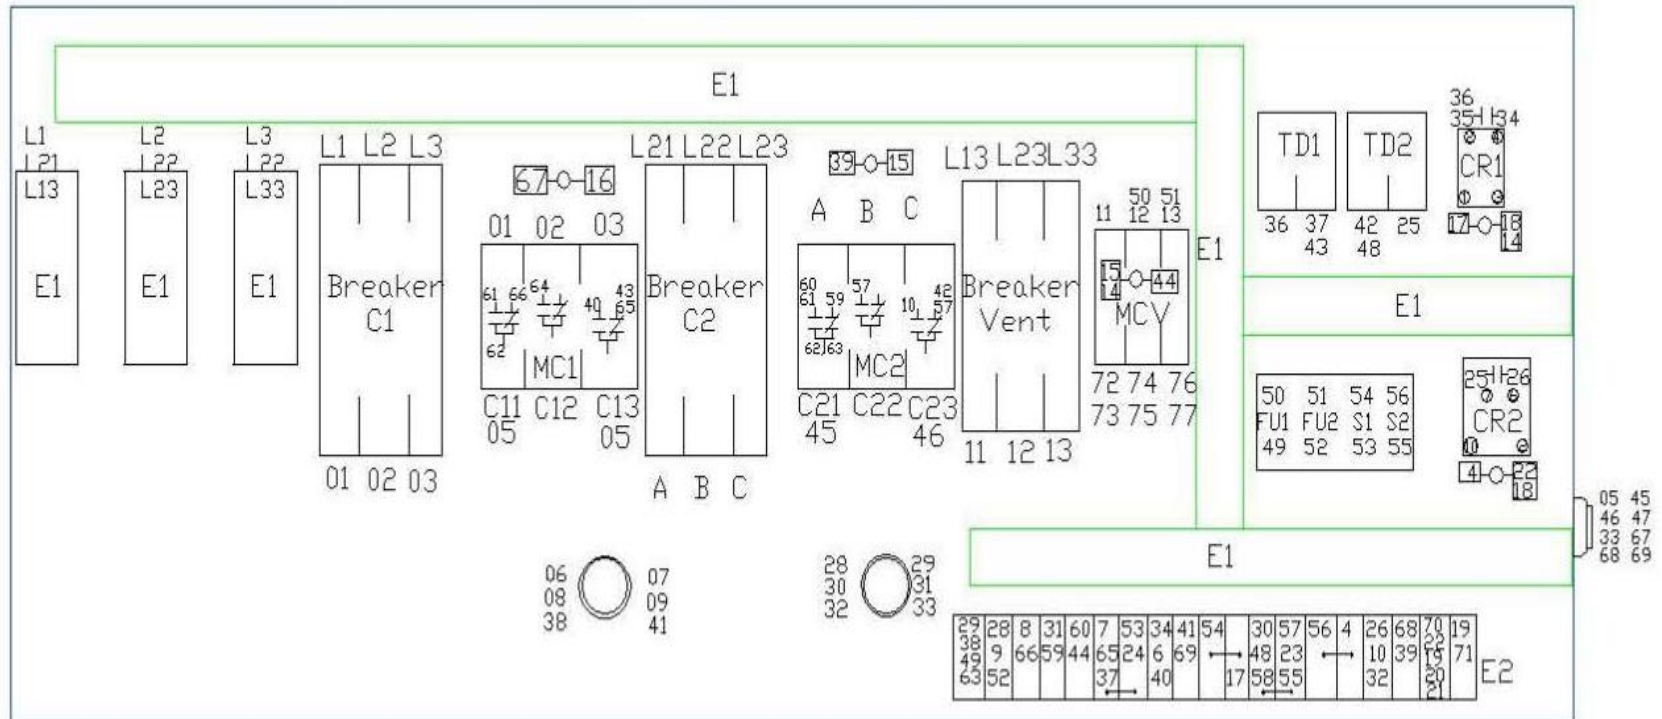 E1
L1
L21
L13
E1
L2
L22
L23
E1
L3
L22
L33
E1
L1 L2 L3
Breaker
C1
01 02 03
67 16
01 02 03
61 66 64 40 43
65
62
MC1
C11 C12 C13
05 05
L21 L22 L23
Breaker
C2
A B C
39 15
A B C
60
61 59 57 10 42
57
62 63
MC2
C21 C22 C23
45 46
L13 L23 L33
Breaker
Vent
11 12 13
50 51
11 12 13
15 44
14
MCV
72 74 76
73 75 77
E1
TD1
36 37
43
TD2
42 25
48
36
35 34
CR1
17 18
14
E1
50 51 54 56
FU1 FU2 S1 S2
49 52 53 55
25 26
CR2
10
4 22
18
05 45
46 47
33 67
68 69
E1
06 07
08 09
38 41
28 29
30 31
32 33
29 28 8 31 60 7 53 34 41 54 30 57 56 4 26 68 70 19
38 9 66 59 44 65 24 6 69 48 23 10 39 22 71
49 52 37 40 17 58 55 32 19
63 20
21
E2